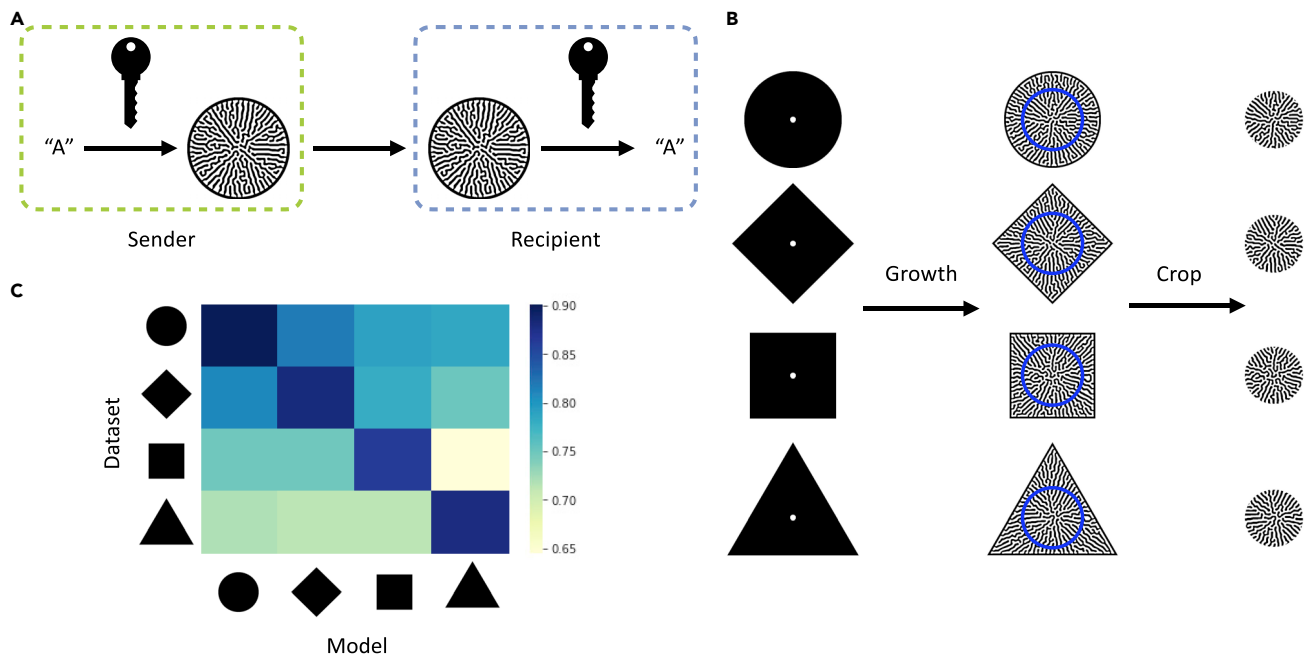 A
“A”
“A”
Sender
Recipient
B
Growth
Crop
C
Dataset
0.90
0.85
0.80
0.75
0.70
0.65
Model